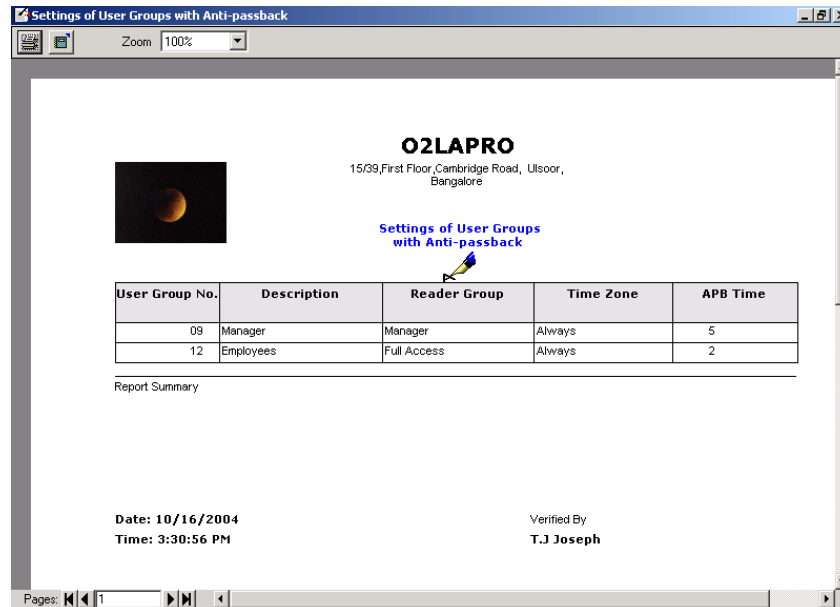 Settings of User Groups with Anti-passback
Zoom 100%
O2LAPRO
15/39,First Floor,Cambridge Road, Ulsoor,
Bangalore
Settings of User Groups
with Anti-passback
User Group No. Description Reader Group Time Zone APB Time
09 Manager Manager Always 5
12 Employees Full Access Always 2
Report Summary
Date: 10/16/2004 Verified By
Time: 3:30:56 PM T.J Joseph
Pages: 1